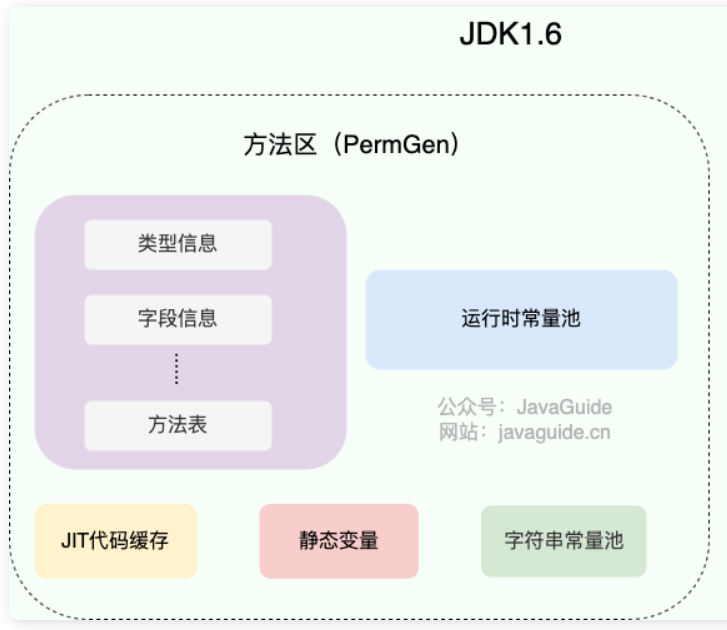 JDK1.6
方法区（PermGen）
类型信息
字段信息
方法表
运行时常量池
公众号：JavaGuide
网站：javaguide.cn
JIT代码缓存
静态变量
字符串常量池